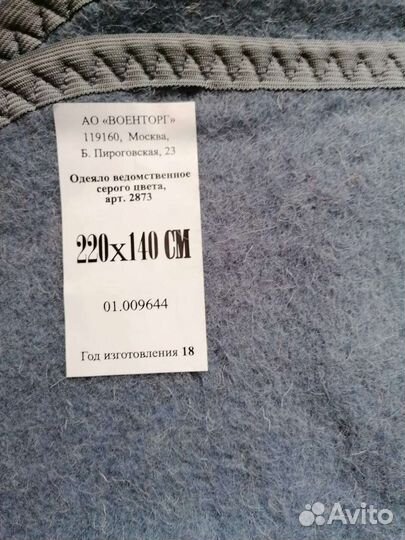 АО «ВОЕНТОРГ»
119160, Москва,
Б. Пироговская, 23
Одеяло ведомственное
серого цвета,
арт. 2873
220х140 СМ
01.009644
Год изготовления 18
Avito